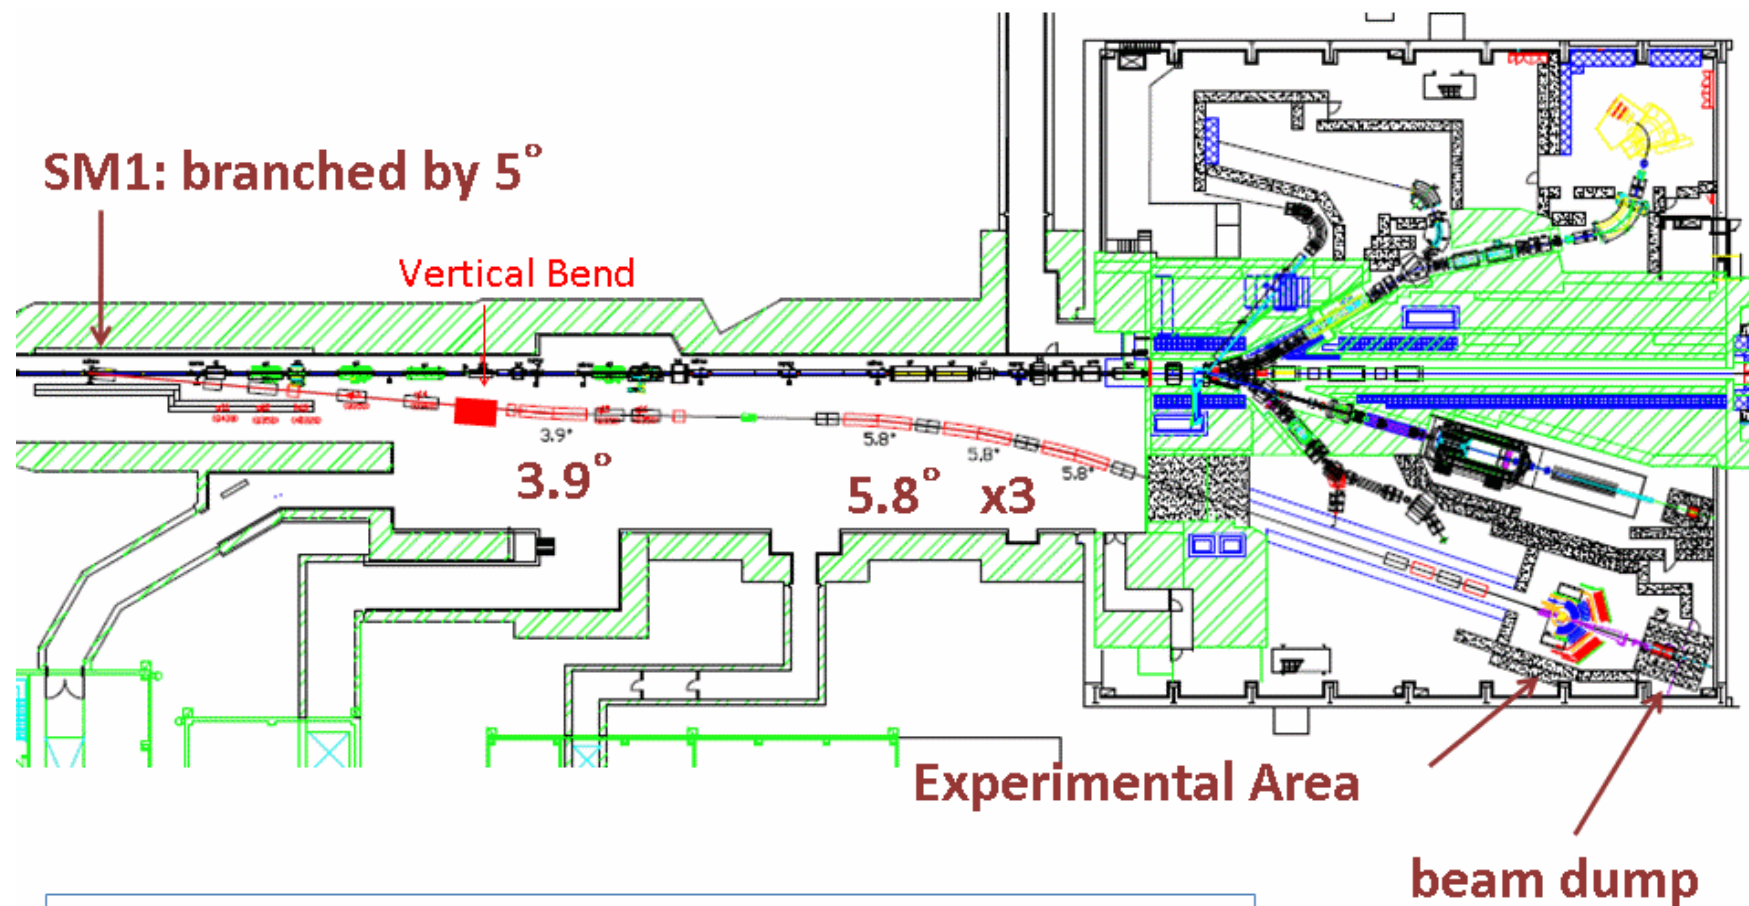 SM1: branched by 5°
Vertical Bend
3.9°
5.8°
5.8°
5.8°
3.9°
5.8° x3
Experimental Area
beam dump